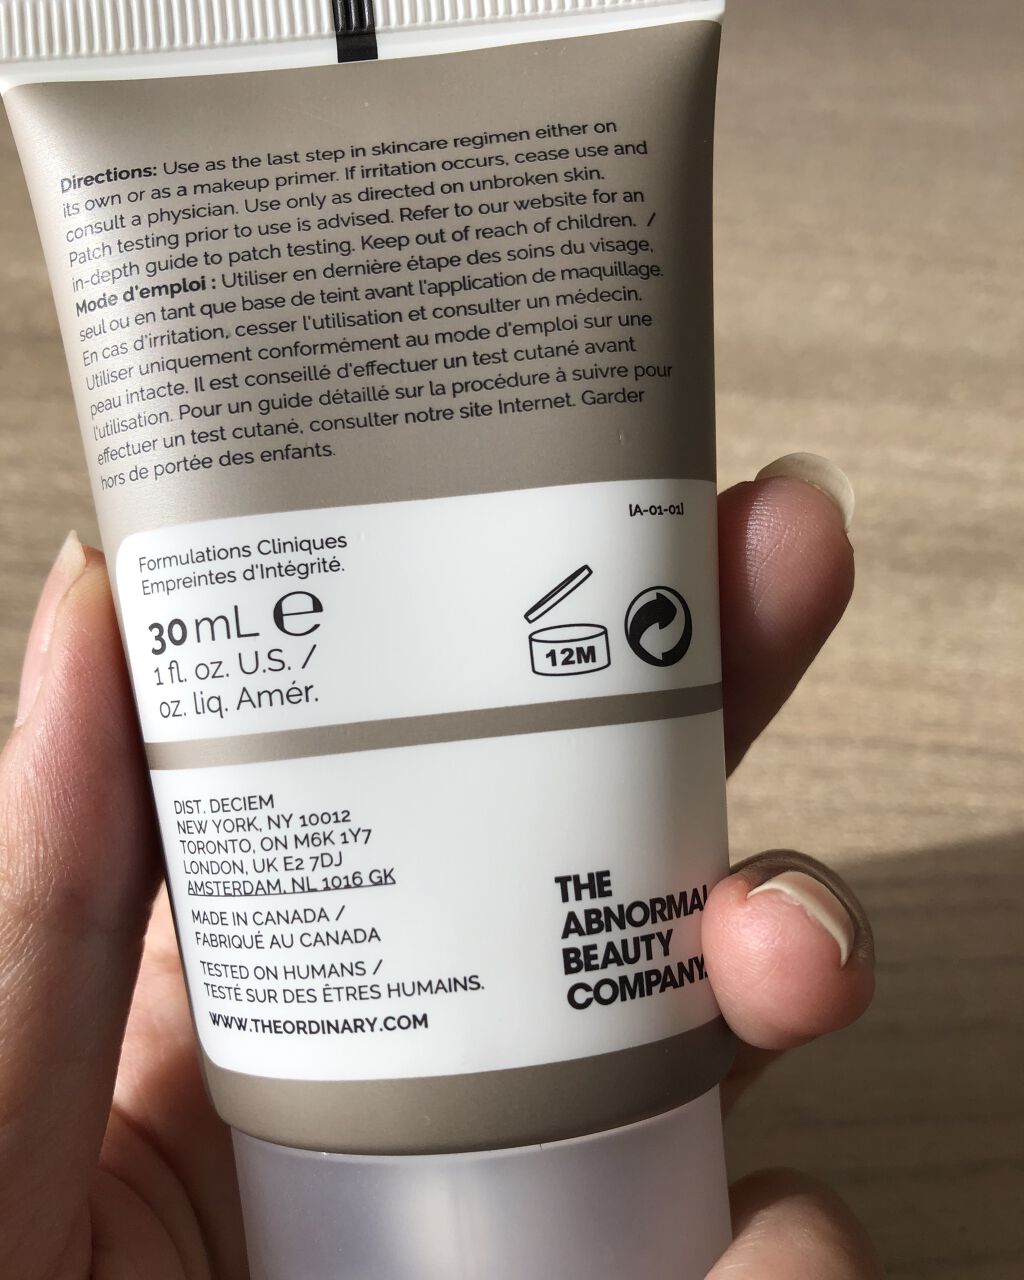 Directions: Use as the last step in skincare regimen either on
its own or as a makeup primer. If irritation occurs, cease use and
consult a physician. Use only as directed on unbroken skin.
Patch testing prior to use is advised. Refer to our website for an
in-depth guide to patch testing. Keep out of reach of children. /
Mode d'emploi : Utiliser en dernière étape des soins du visage,
seul ou en tant que base de teint avant l'application de maquillage.
En cas d'irritation, cesser l'utilisation et consulter un médecin.
Utiliser uniquement conformément au mode d'emploi sur une
peau intacte. Il est conseillé d'effectuer un test cutané avant
l'utilisation. Pour un guide détaillé sur la procédure à suivre pour
effectuer un test cutané, consulter notre site Internet. Garder
hors de portée des enfants.
[A-01-01]
Formulations Cliniques
Empreintes d'Intégrité.
30 mL e
1 fl. oz. U.S. /
oz. liq. Amér.
12M
DIST. DECIEM
NEW YORK, NY 10012
TORONTO, ON M6K 1Y7
LONDON, UK E2 7DJ
AMSTERDAM, NL 1016 GK
MADE IN CANADA /
FABRIQUÉ AU CANADA
TESTED ON HUMANS /
TESTÉ SUR DES ÊTRES HUMAINS.
WWW.THEORDINARY.COM
THE
ABNORMAL
BEAUTY
COMPANY.